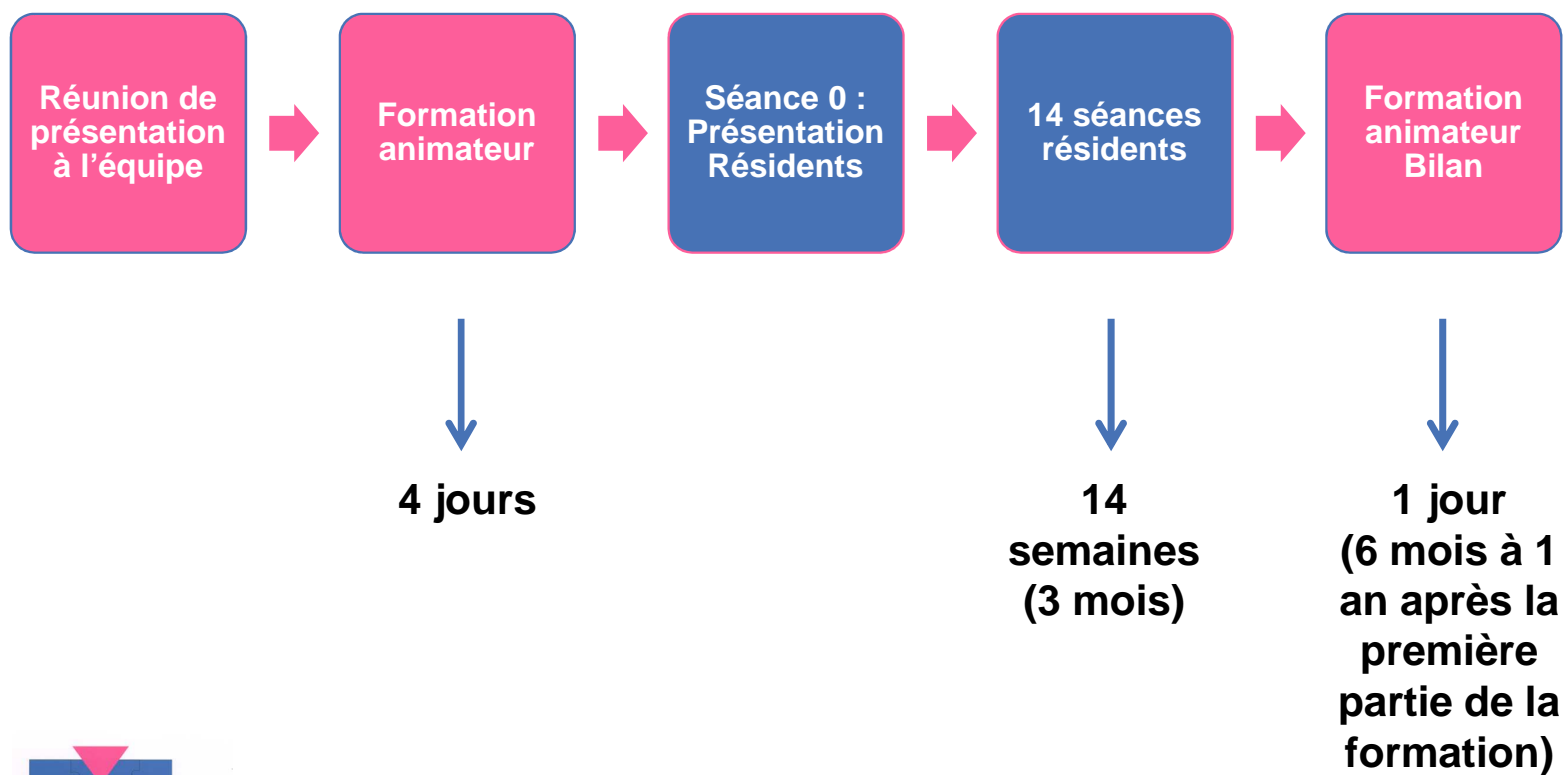 Réunion de
présentation
à l’équipe
Formation
animateur
Séance 0 :
Présentation
Résidents
14 séances
résidents
Formation
animateur
Bilan
4 jours
14
semaines
(3 mois)
1 jour
(6 mois à 1
an après la
première
partie de la
formation)